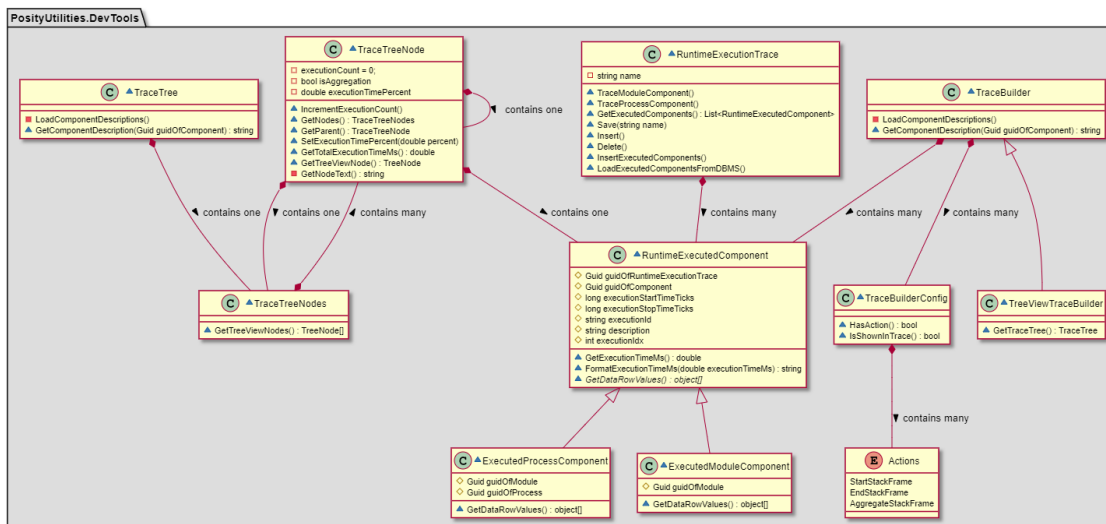 PosityUtilities.DevTools
C TraceTree
LoadComponentDescriptions()
GetComponentDescription(Guid guidOfComponent) : string
C TraceTreeNode
executionCount = 0;
bool isAggregation
double executionTimePercent
IncrementExecutionCount()
GetNodes() : TraceTreeNodes
GetParent() : TraceTreeNode
SetExecutionTimePercent(double percent)
GetTotalExecutionTimeMs() : double
GetTreeViewNode() : TreeNode
GetNodeText() : string
contains one
C RuntimeExecutionTrace
string name
TraceModuleComponent()
TraceProcessComponent()
GetExecutedComponents() : List<RuntimeExecutedComponent>
Save(string name)
Insert()
Delete()
InsertExecutedComponents()
LoadExecutedComponentsFromDBMS()
C TraceBuilder
LoadComponentDescriptions()
GetComponentDescription(Guid guidOfComponent) : string
contains one
contains one
contains many
contains one
contains many
contains many
contains many
C TraceTreeNodes
GetTreeViewNodes() : TreeNode[]
C RuntimeExecutedComponent
Guid guidOfRuntimeExecutionTrace
Guid guidOfComponent
long executionStartTimeTicks
long executionStopTimeTicks
string executionId
string description
int executionIdx
GetExecutionTimeMs() : double
FormatExecutionTimeMs(double executionTimeMs) : string
GetDataRowValues() : object[]
C TraceBuilderConfig
HasAction() : bool
IsShownInTrace() : bool
C TreeViewTraceBuilder
GetTraceTree() : TraceTree
contains many
C ExecutedProcessComponent
Guid guidOfModule
Guid guidOfProcess
GetDataRowValues() : object[]
C ExecutedModuleComponent
Guid guidOfModule
GetDataRowValues() : object[]
E Actions
StartStackFrame
EndStackFrame
AggregateStackFrame